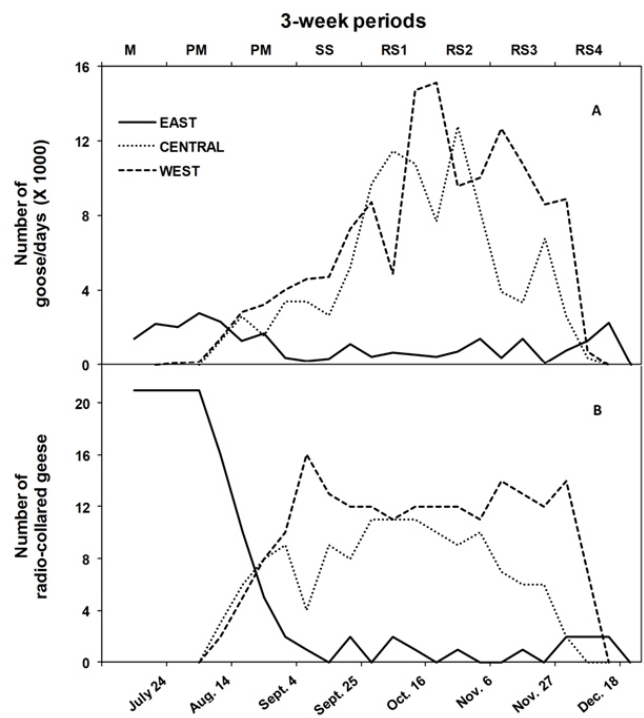 3-week periods
M PM PM SS RS1 RS2 RS3 RS4
16
12
8
4
0
Number of
goose/days (X 1000)
A
EAST
CENTRAL
WEST
20
16
12
8
4
0
Number of
radio-collared geese
B
July 24 Aug. 14 Sept. 4 Sept. 25 Oct. 16 Nov. 6 Nov. 27 Dec. 18